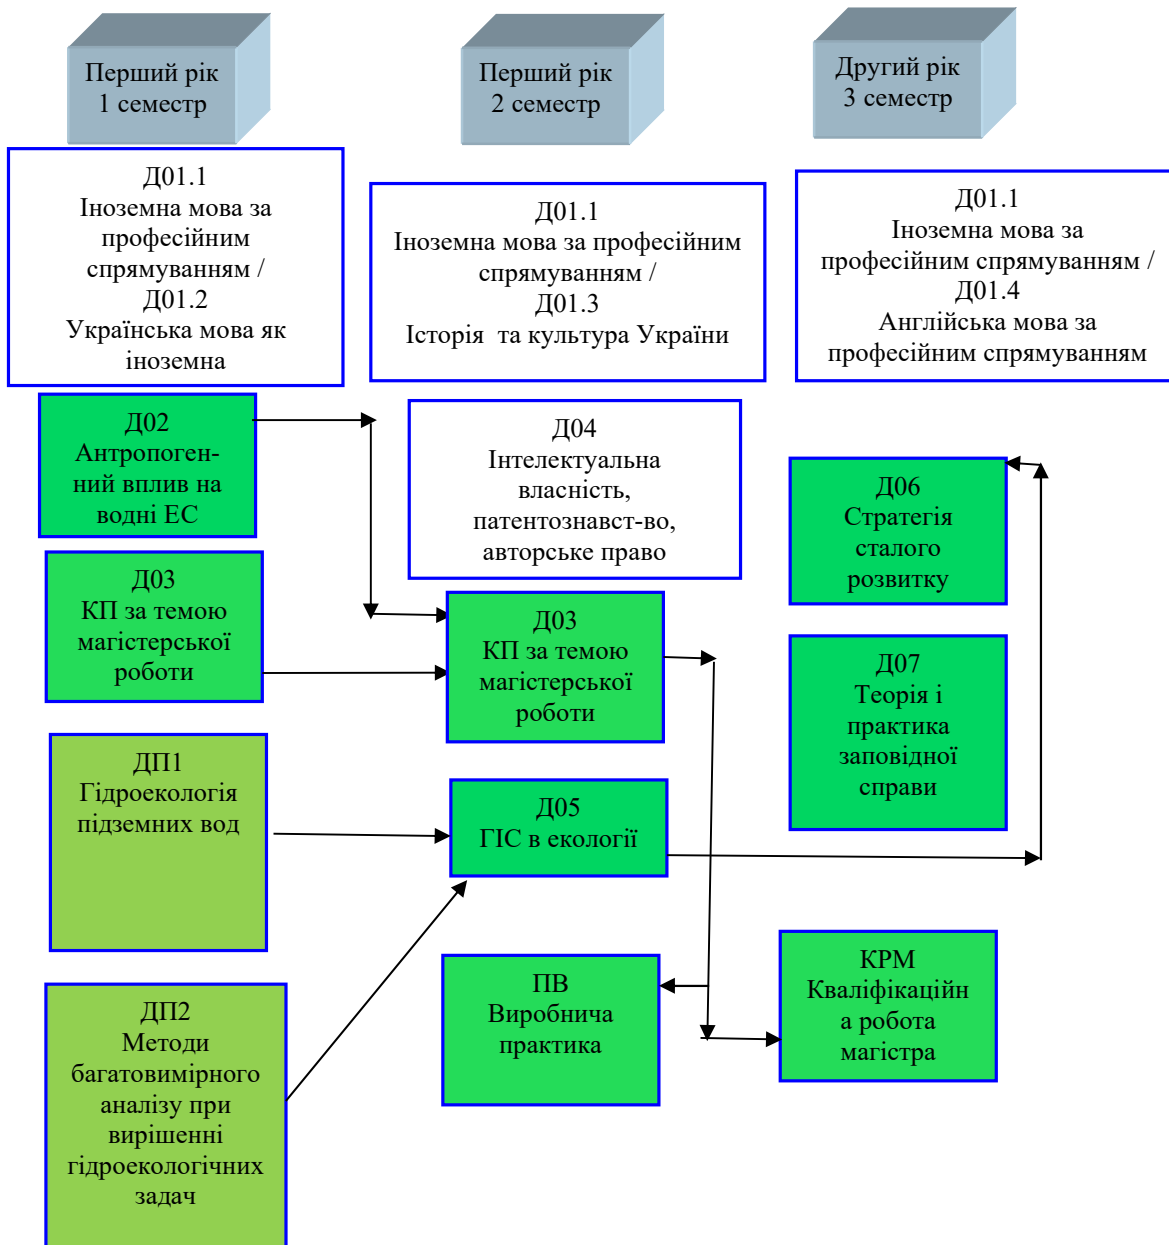 Перший рік
1 семестр
Перший рік
2 семестр
Другий рік
3 семестр
Д01.1
Іноземна мова за
професійним
спрямуванням /
Д01.2
Українська мова як
іноземна
Д01.1
Іноземна мова за професійним
спрямуванням /
Д01.3
Історія та культура України
Д01.1
Іноземна мова за
професійним спрямуванням /
Д01.4
Англійська мова за
професійним спрямуванням
Д02
Антропоген-
ний вплив на
водні ЕС
Д04
Інтелектуальна
власність,
патентознавст-во,
авторське право
Д06
Стратегія
сталого
розвитку
Д03
КП за темою
магістерської
роботи
Д03
КП за темою
магістерської
роботи
Д07
Теорія і
практика
заповідної
справи
ДП1
Гідроекологія
підземних вод
Д05
ГІС в екології
ДП2
Методи
багатовимірного
аналізу при
вирішенні
гідроекологічних
задач
ПВ
Виробнича
практика
КРМ
Кваліфікаційн
а робота
магістра